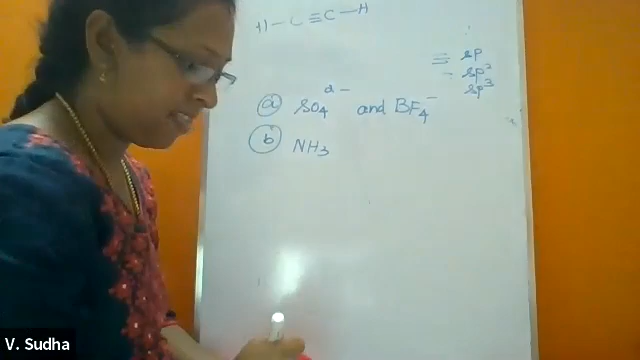 H — C ≡ C — H
≡ sp
- sp²
sp³
(a) SO₄²⁻ and BF₄⁻
(b) NH₃
V. Sudha